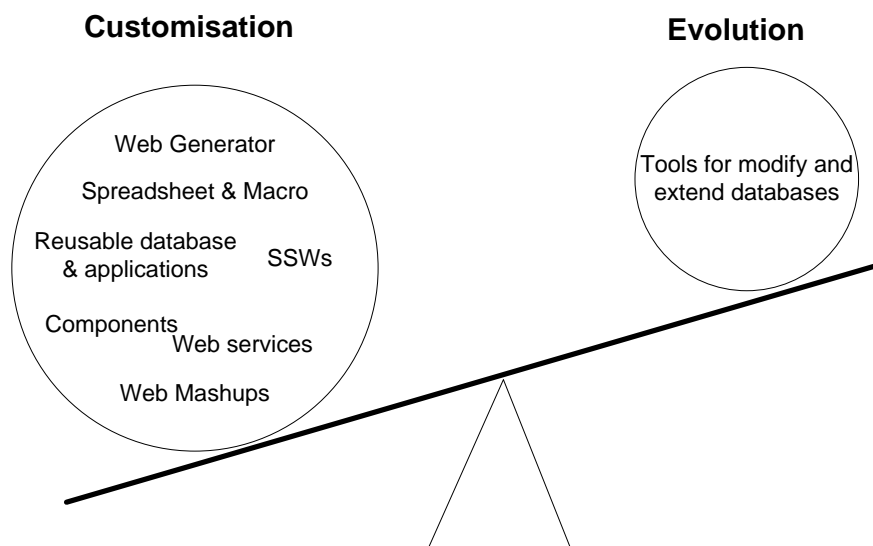 Customisation
Evolution
Web Generator
Spreadsheet & Macro
Reusable database
& applications
SSWs
Components
Web services
Web Mashups
Tools for modify and
extend databases